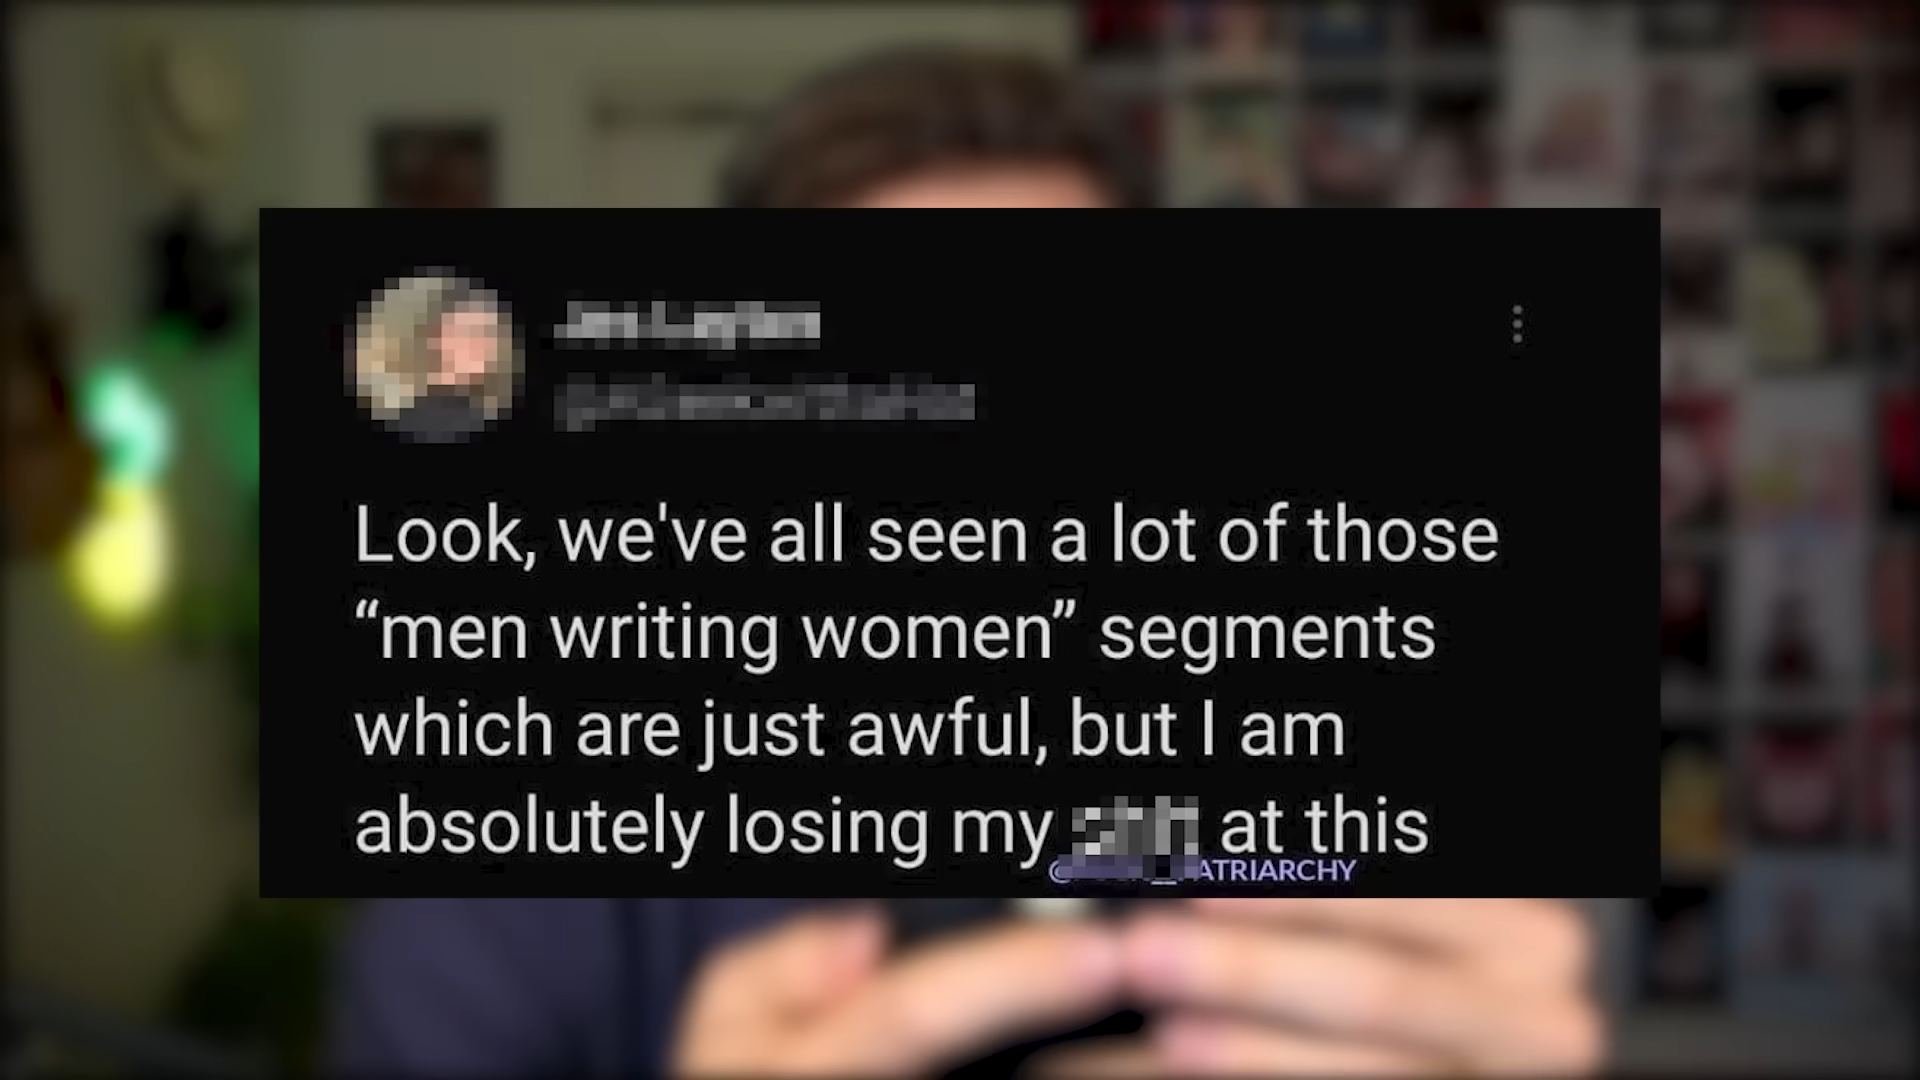 Look, we've all seen a lot of those
“men writing women” segments
which are just awful, but I am
absolutely losing my at this
ATRIARCHY